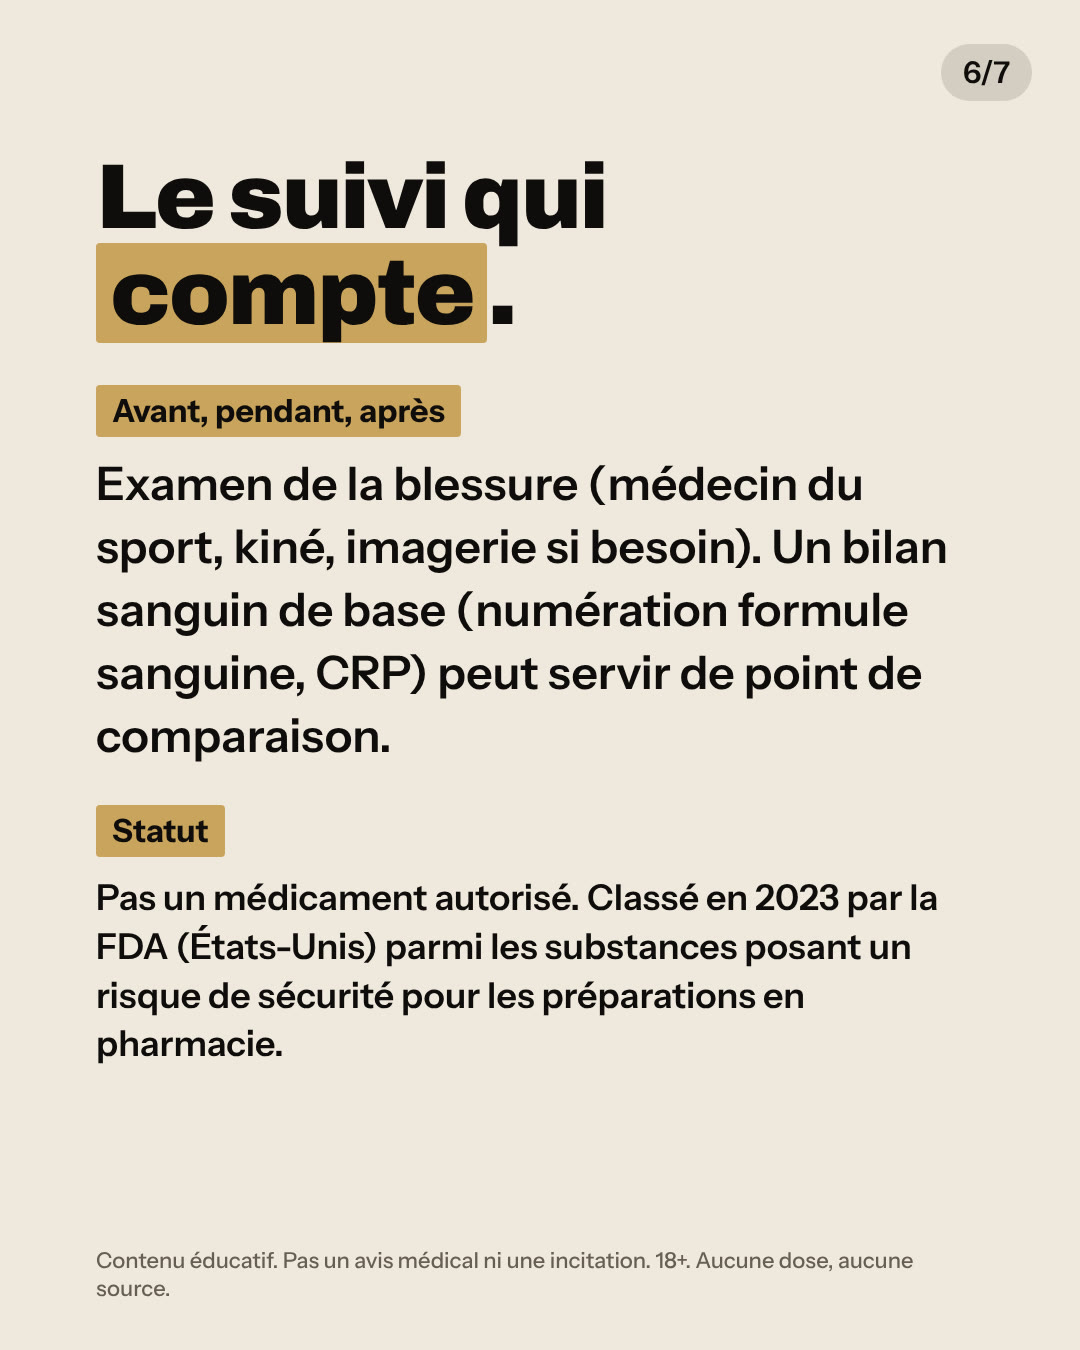 6/7
Le suivi qui
compte.
Avant, pendant, après
Examen de la blessure (médecin du
sport, kiné, imagerie si besoin). Un bilan
sanguin de base (numération formule
sanguine, CRP) peut servir de point de
comparaison.
Statut
Pas un médicament autorisé. Classé en 2023 par la
FDA (États-Unis) parmi les substances posant un
risque de sécurité pour les préparations en
pharmacie.
Contenu éducatif. Pas un avis médical ni une incitation. 18+. Aucune dose, aucune
source.